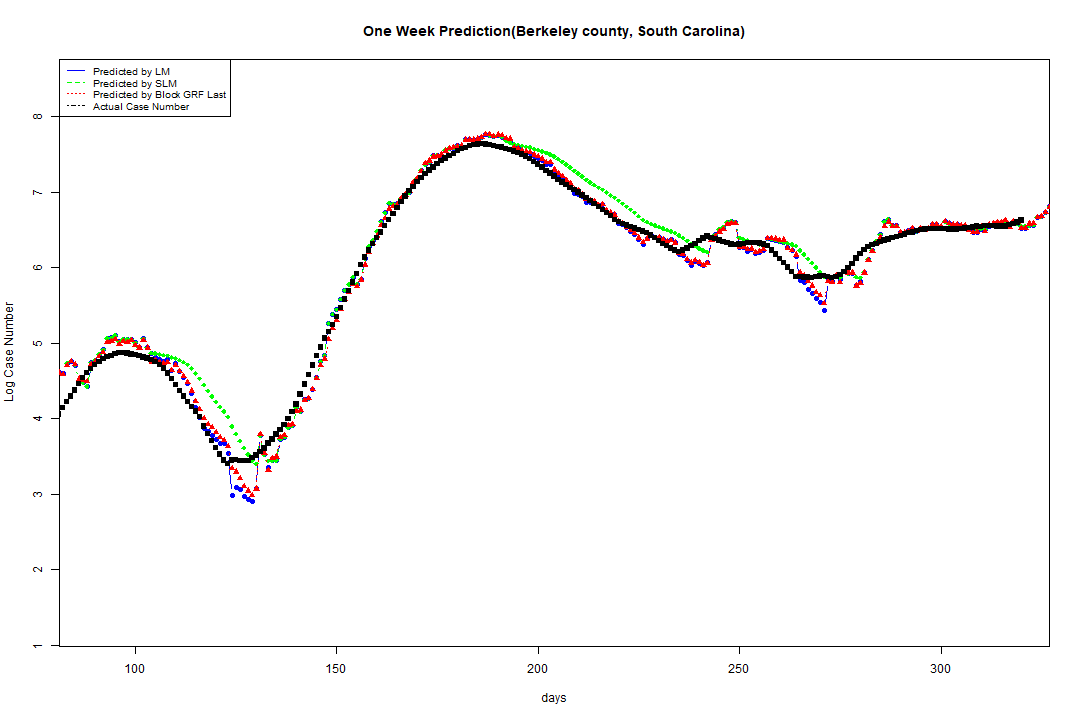 One Week Prediction(Berkeley county, South Carolina)
Predicted by LM
Predicted by SLM
Predicted by Block GRF Last
Actual Case Number
8
7
6
5
4
3
2
1
Log Case Number
100 150 200 250 300
days